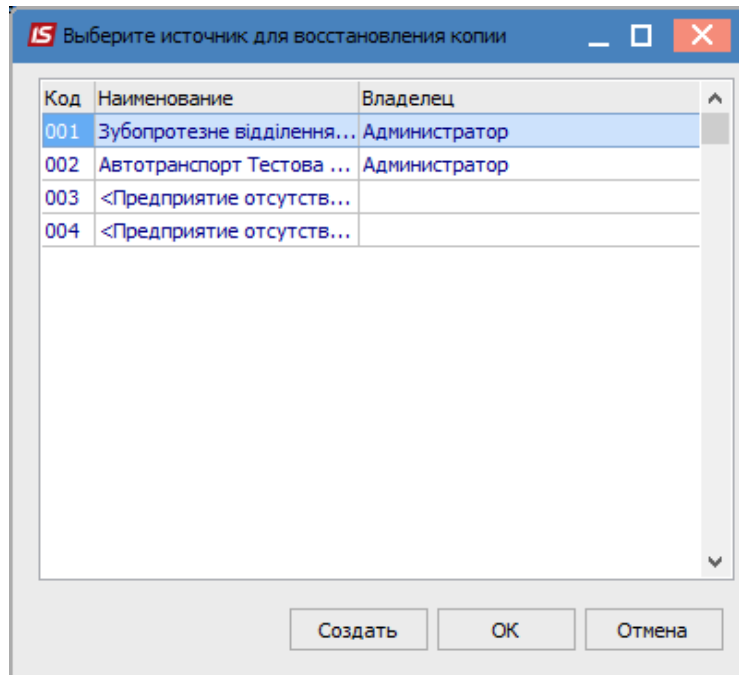 IS Выберите источник для восстановления копии
Код Наименование Владелец
001 Зубопротезне відділення... Администратор
002 Автотранспорт Тестова ... Администратор
003 <Предприятие отсутств...
004 <Предприятие отсутств...
Создать OK Отмена